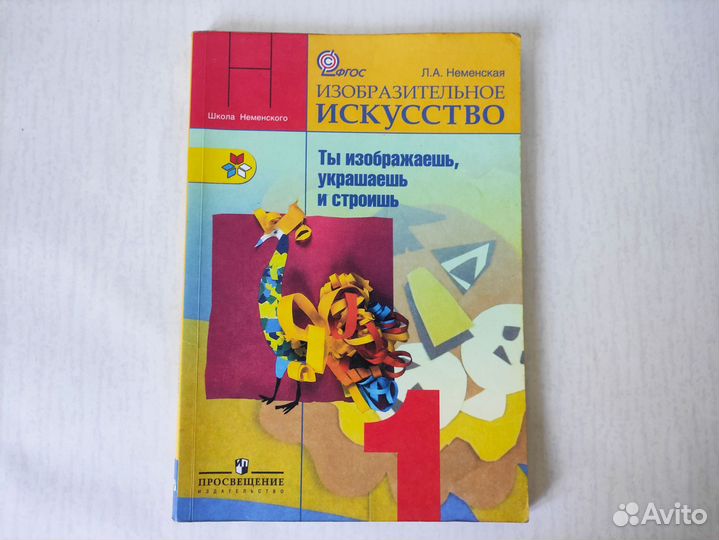 Н
Школа Неменского
ФГОС
Л.А. Неменская
ИЗОБРАЗИТЕЛЬНОЕ
ИСКУССТВО
Ты изображаешь,
украшаешь
и строишь
1
ПРОСВЕЩЕНИЕ
ИЗДАТЕЛЬСТВО
Avito